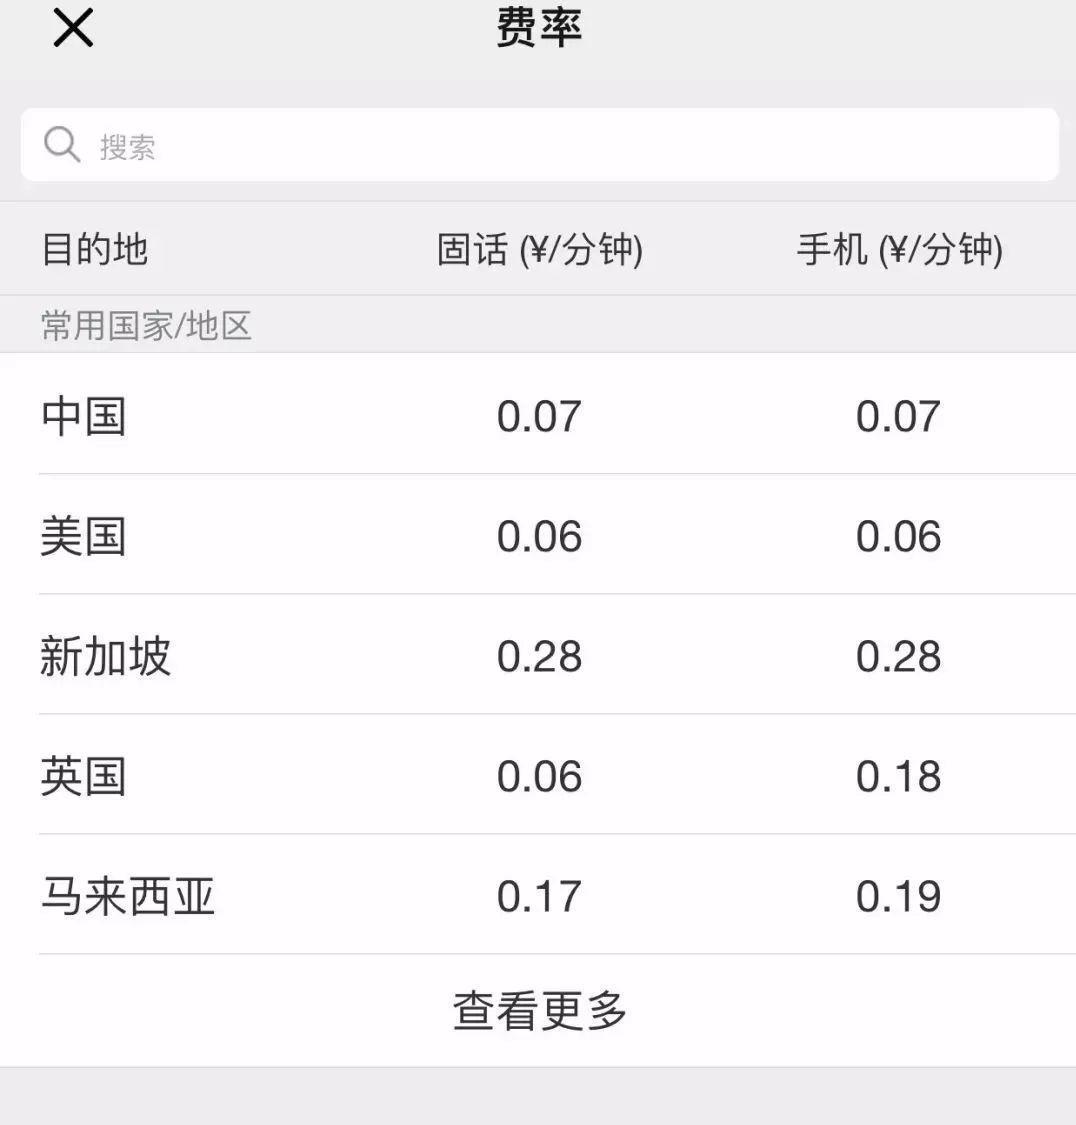 费率
搜索
目的地 固话 (¥/分钟) 手机 (¥/分钟)
常用国家/地区
中国 0.07 0.07
美国 0.06 0.06
新加坡 0.28 0.28
英国 0.06 0.18
马来西亚 0.17 0.19
查看更多